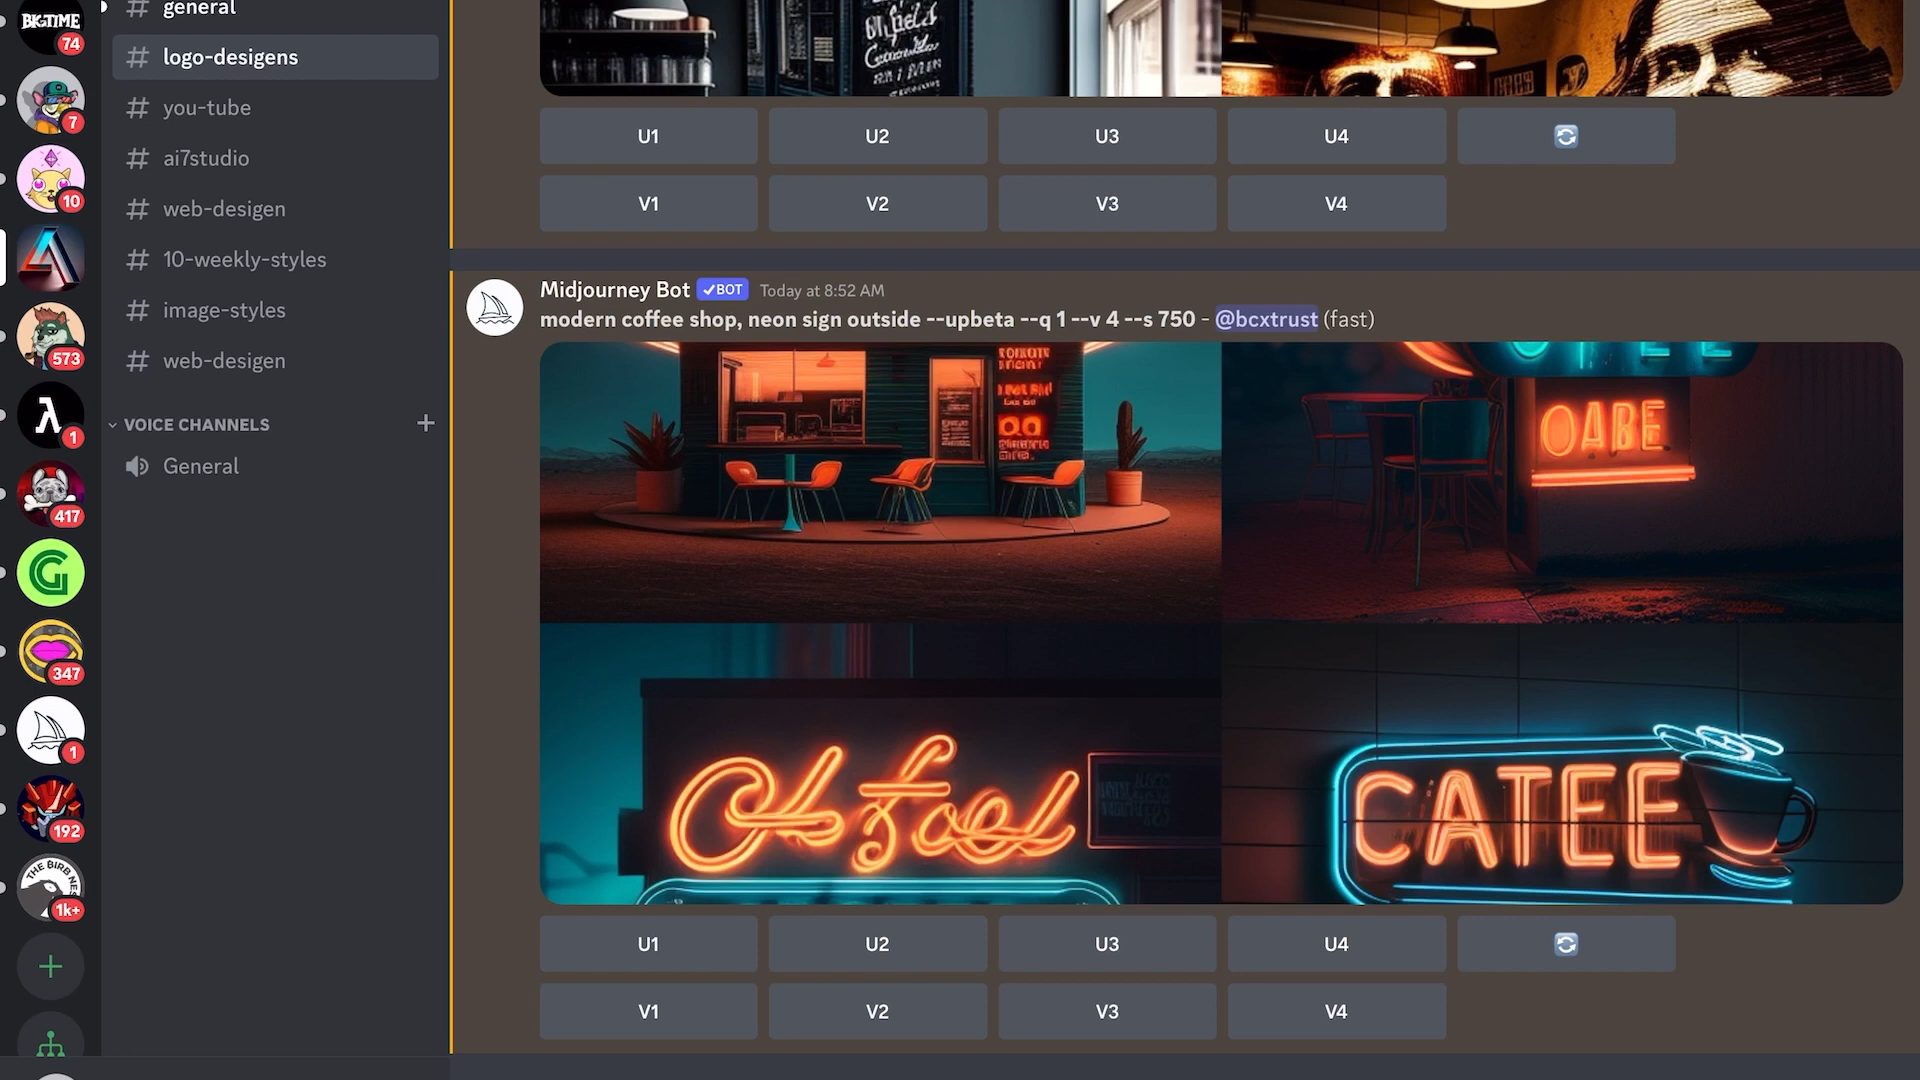 BIGTIME
74
general
logo-desigens
7
you-tube
ai7studio
10
web-desigen
10-weekly-styles
image-styles
573
web-desigen
1
VOICE CHANNELS
General
417
347
1
192
THE BIRB NES
1k+
U1 U2 U3 U4
V1 V2 V3 V4
Midjourney Bot BOT Today at 8:52 AM
modern coffee shop, neon sign outside --upbeta --q 1 --v 4 --s 750 - @bcxtrust (fast)
OABE
CATEE
U1 U2 U3 U4
V1 V2 V3 V4